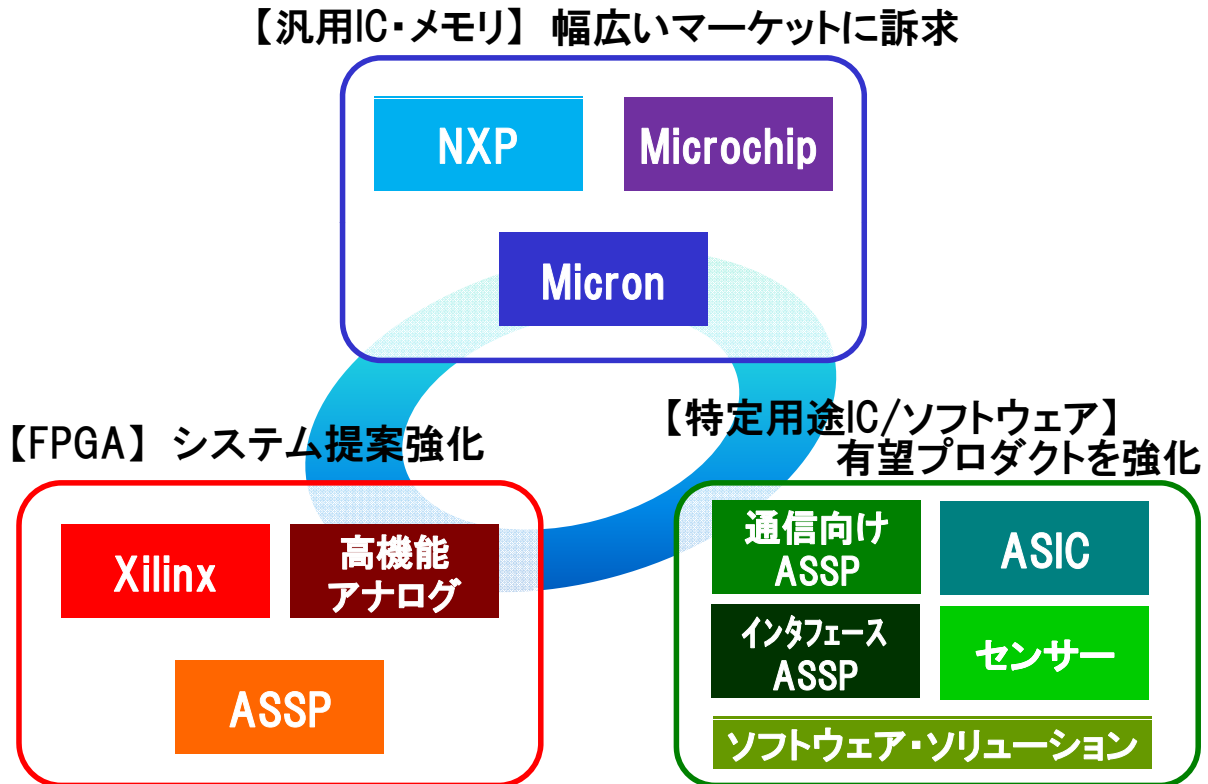 【汎用IC・メモリ】 幅広いマーケットに訴求
NXP
Microchip
Micron
【FPGA】 システム提案強化
Xilinx
高機能
アナログ
ASSP
【特定用途IC/ソフトウェア】
有望プロダクトを強化
通信向け
ASSP
ASIC
インタフェース
ASSP
センサー
ソフトウェア・ソリューション